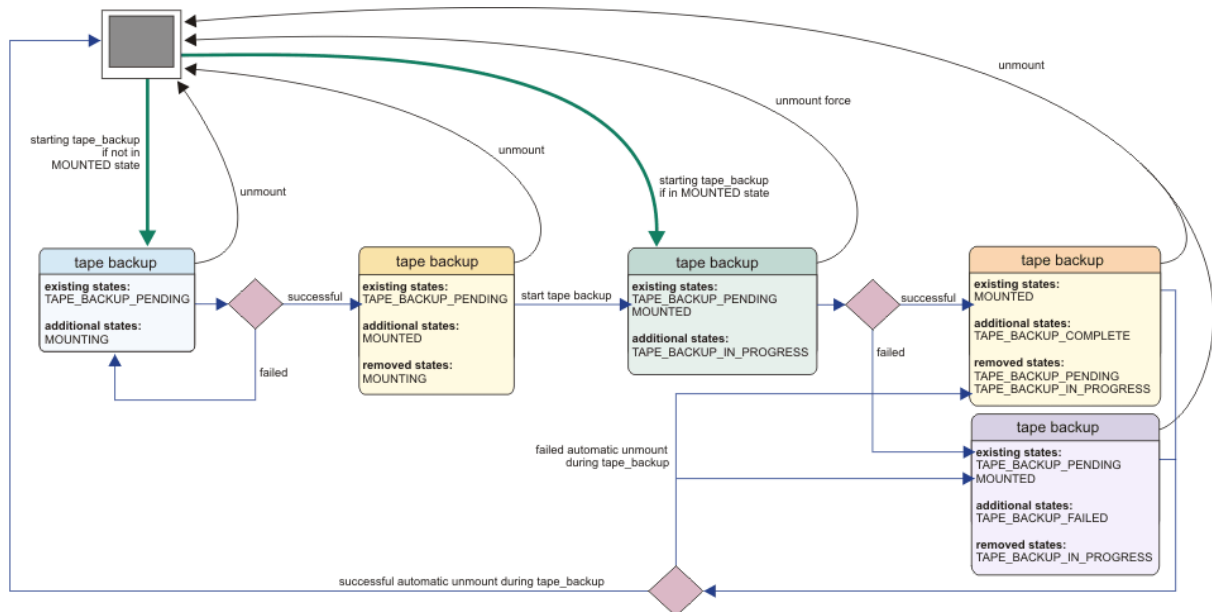 unmount
unmount force
starting tape_backup
if not in
MOUNTED state
unmount
unmount
starting tape_backup
if in MOUNTED state
tape backup
existing states:
TAPE_BACKUP_PENDING
additional states:
MOUNTING
successful
failed
tape backup
existing states:
TAPE_BACKUP_PENDING
additional states:
MOUNTED
removed states:
MOUNTING
start tape backup
tape backup
existing states:
TAPE_BACKUP_PENDING
MOUNTED
additional states:
TAPE_BACKUP_IN_PROGRESS
successful
failed
tape backup
existing states:
MOUNTED
additional states:
TAPE_BACKUP_COMPLETE
removed states:
TAPE_BACKUP_PENDING
TAPE_BACKUP_IN_PROGRESS
tape backup
existing states:
TAPE_BACKUP_PENDING
MOUNTED
additional states:
TAPE_BACKUP_FAILED
removed states:
TAPE_BACKUP_IN_PROGRESS
failed automatic unmount
during tape_backup
successful automatic unmount during tape_backup